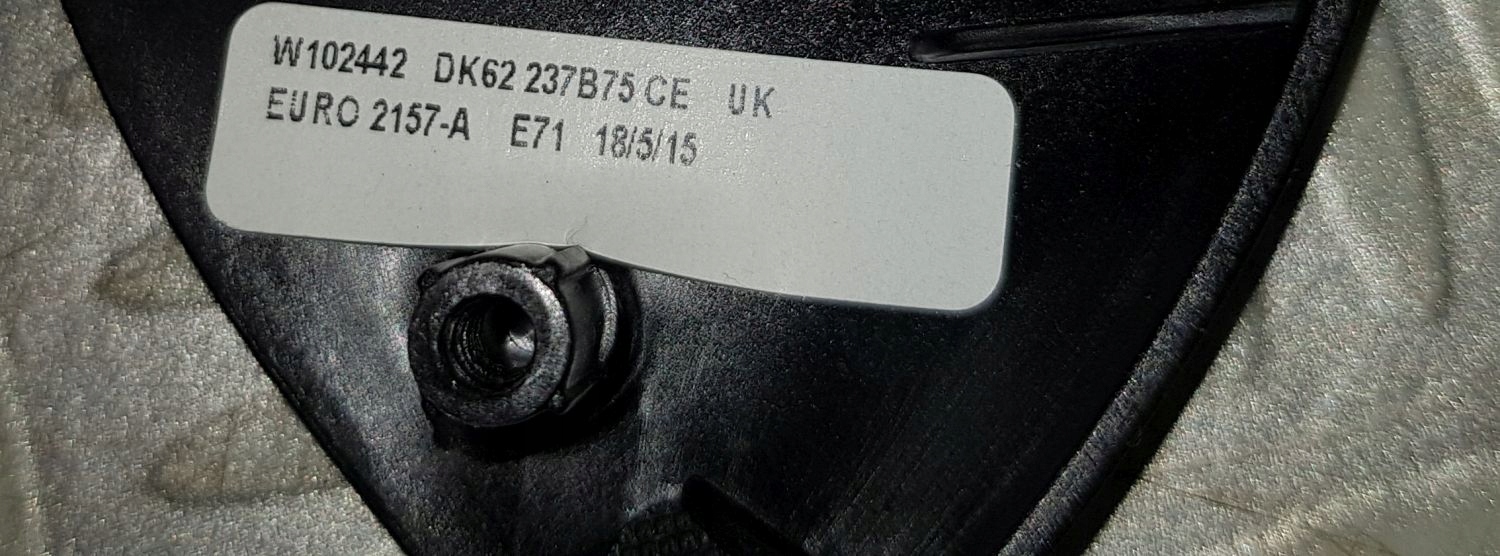 W102442 DK62 237B75 CE UK
EURO 2157-A E71 18/5/15